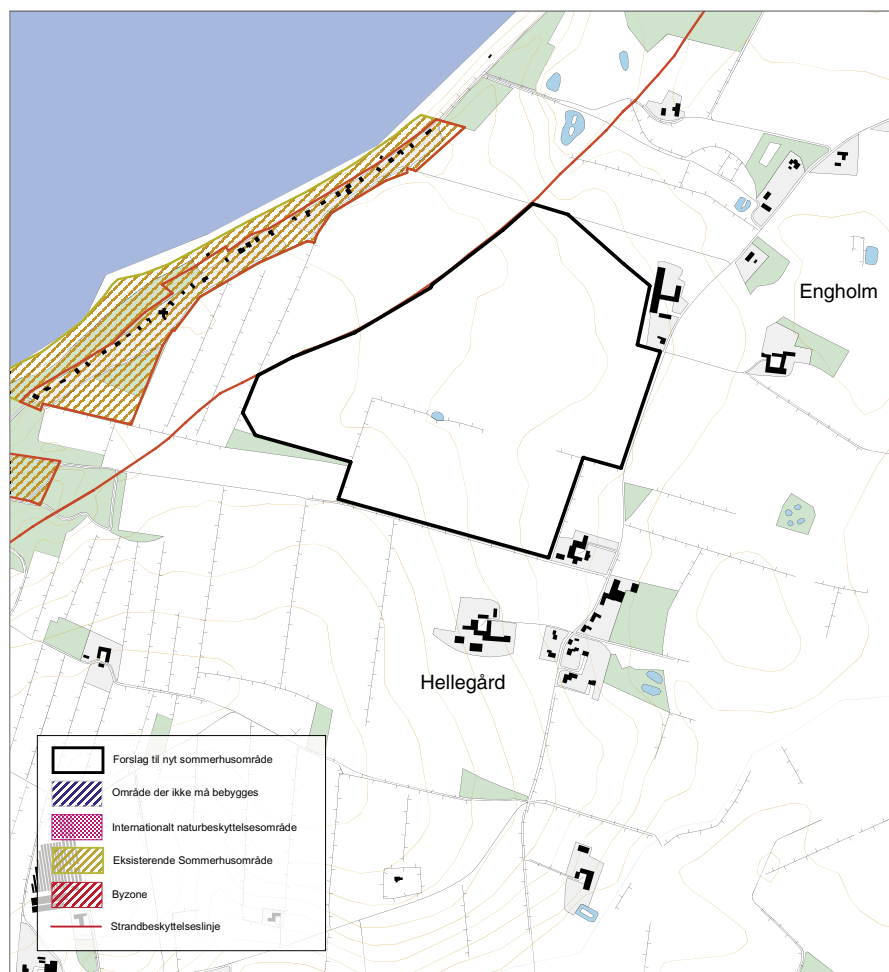 Engholm
Hellegård
Forslag til nyt sommerhusområde
Område der ikke må bebygges
Internationalt naturbeskyttelsesområde
Eksisterende Sommerhusområde
Byzone
Strandbeskyttelseslinje